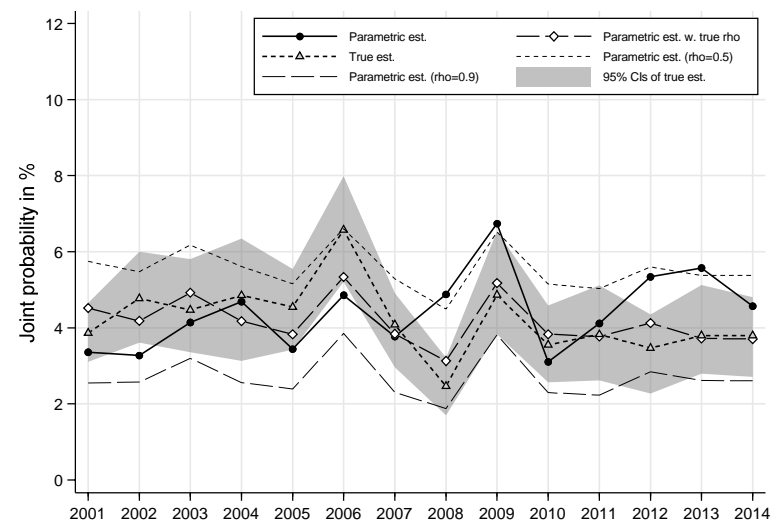 Parametric est.
Parametric est. w. true rho
True est.
Parametric est. (rho=0.5)
Parametric est. (rho=0.9)
95% CIs of true est.
Joint probability in %
12
10
8
6
4
2
0
2001 2002 2003 2004 2005 2006 2007 2008 2009 2010 2011 2012 2013 2014